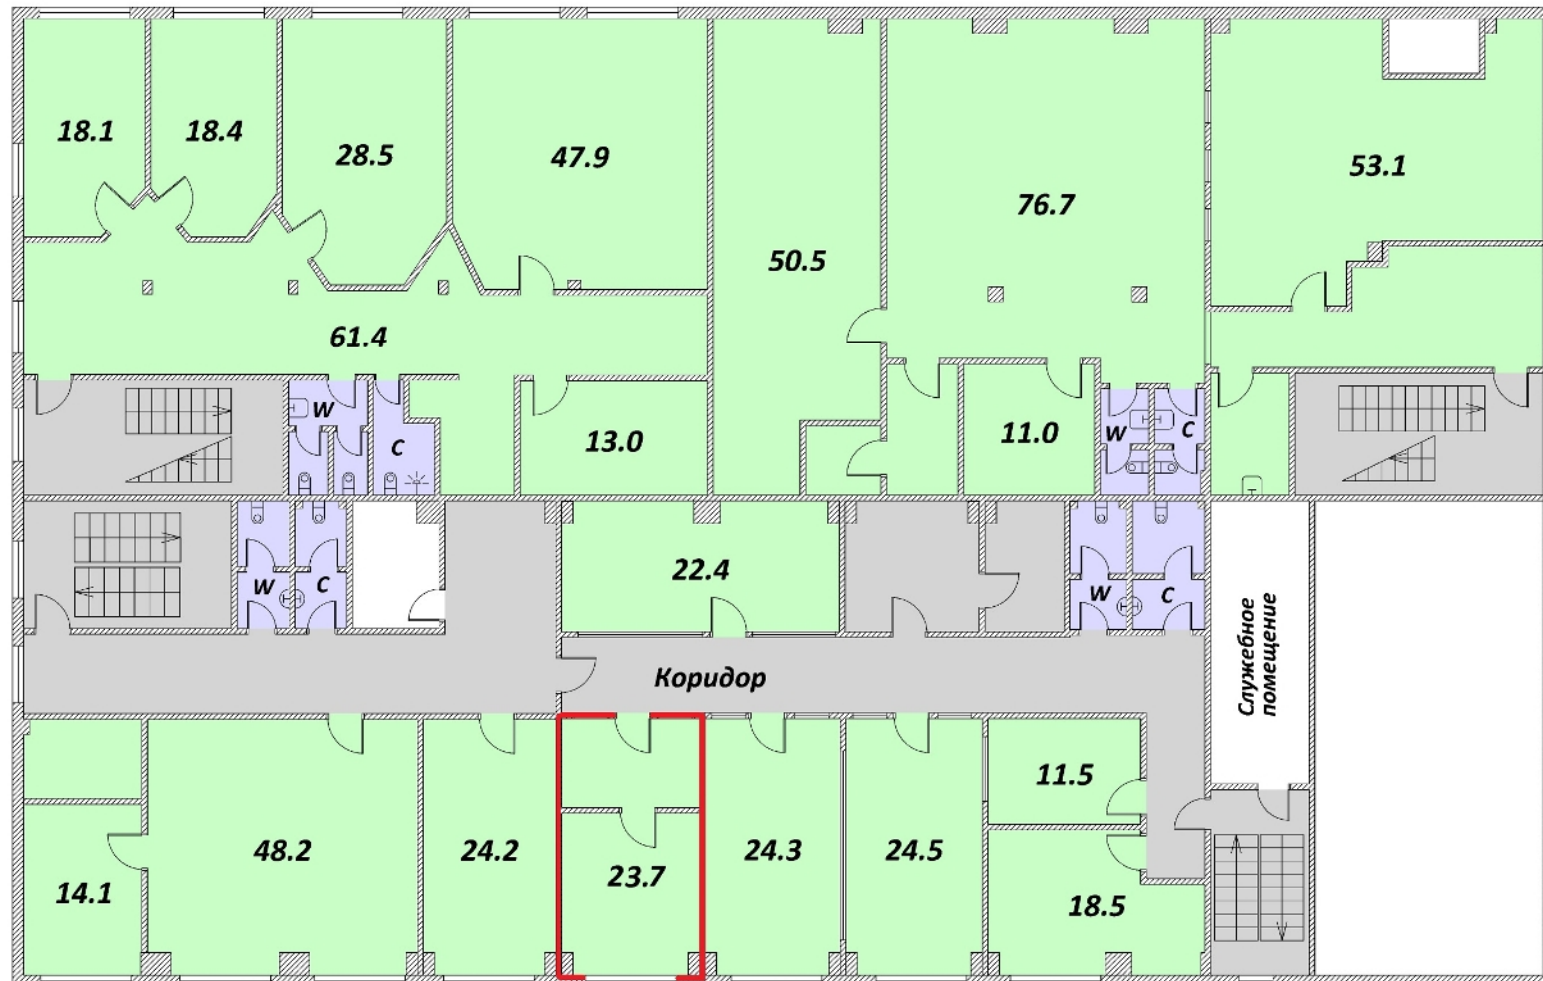 18.1
18.4
28.5
47.9
50.5
76.7
53.1
61.4
13.0
11.0
W
C
W
C
22.4
W
C
W
C
Коридор
Служебное
помещение
14.1
48.2
24.2
23.7
24.3
24.5
11.5
18.5